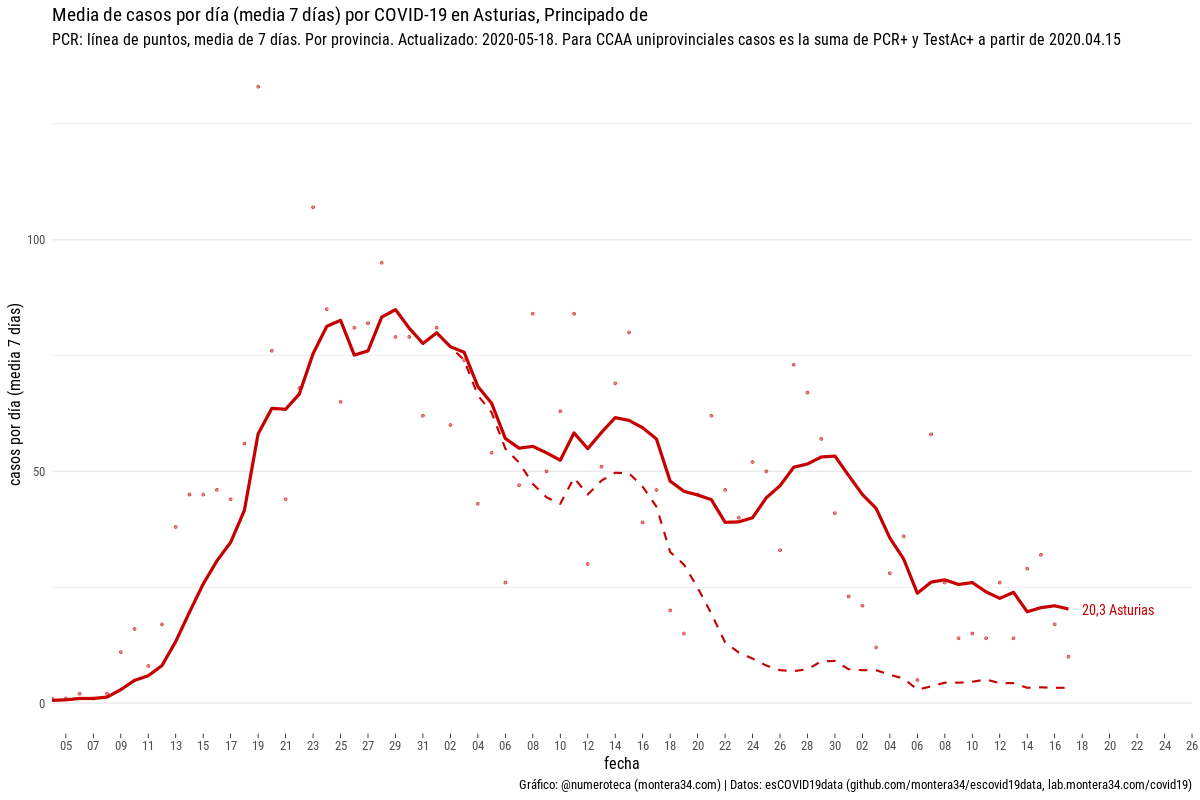 Media de casos por día (media 7 días) por COVID-19 en Asturias, Principado de
PCR: línea de puntos, media de 7 días. Por provincia. Actualizado: 2020-05-18. Para CCAA uniprovinciales casos es la suma de PCR+ y TestAc+ a partir de 2020.04.15
casos por día (media 7 días)
100
50
0
20,3 Asturias
05 07 09 11 13 15 17 19 21 23 25 27 29 31 02 04 06 08 10 12 14 16 18 20 22 24 26 28 30 02 04 06 08 10 12 14 16 18 20 22 24 26
fecha
Gráfico: @numeroteca (montera34.com) | Datos: esCOVID19data (github.com/montera34/escovid19data, lab.montera34.com/covid19)